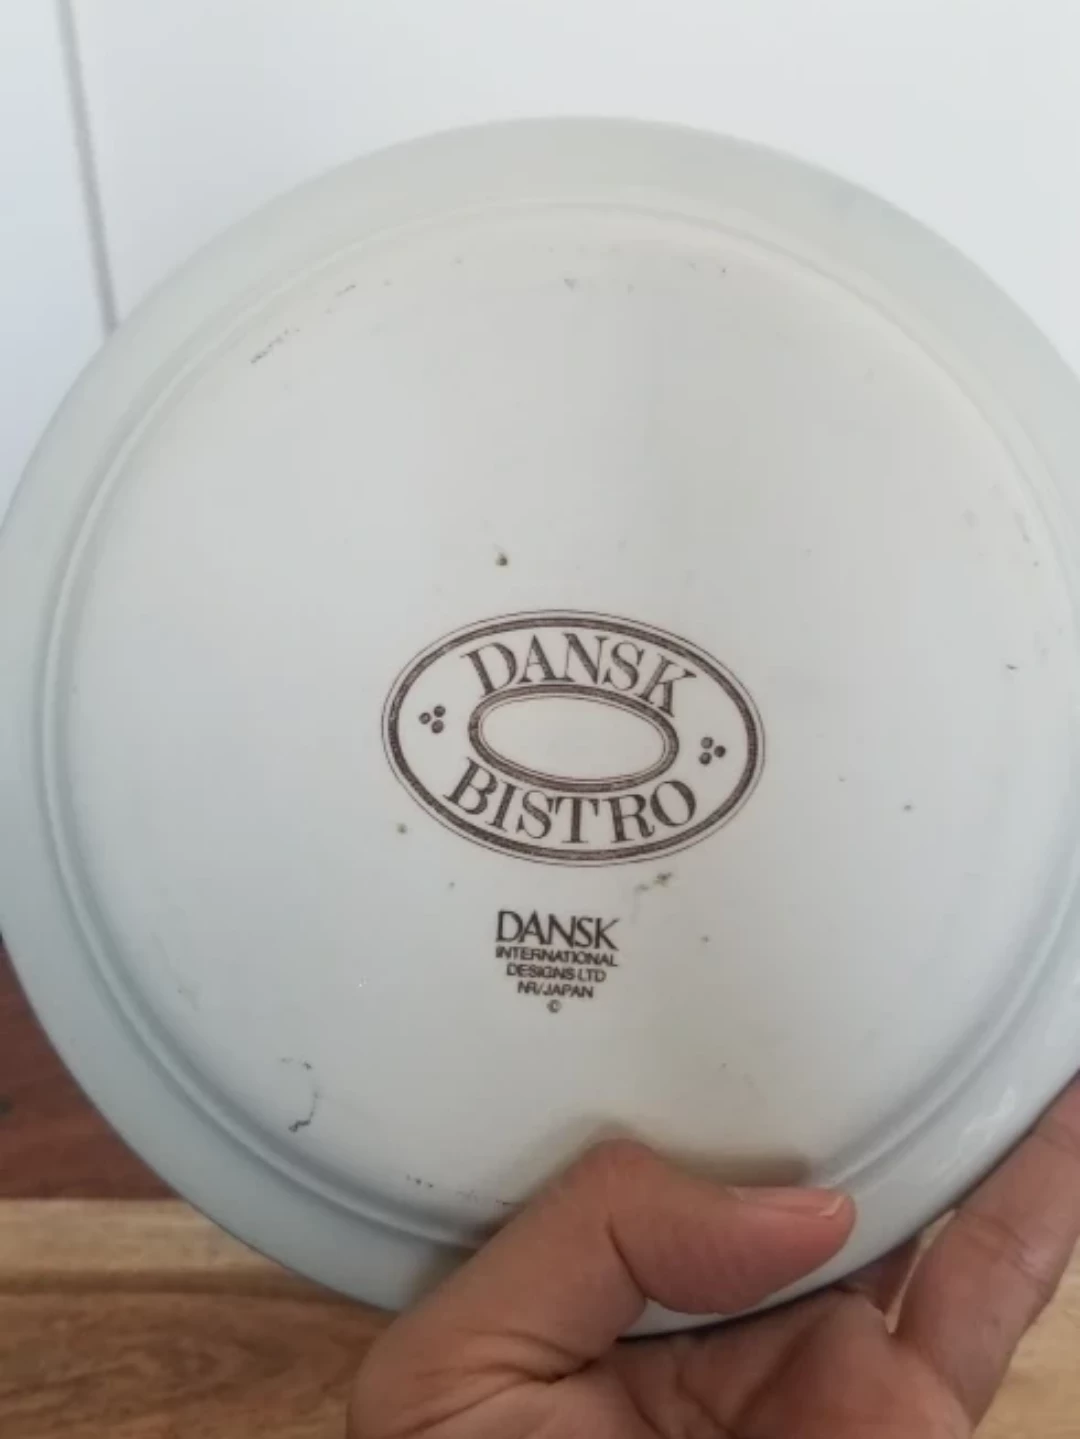 DANSK
BISTRO
DANSK
INTERNATIONAL
DESIGNS LTD
NR/JAPAN
©